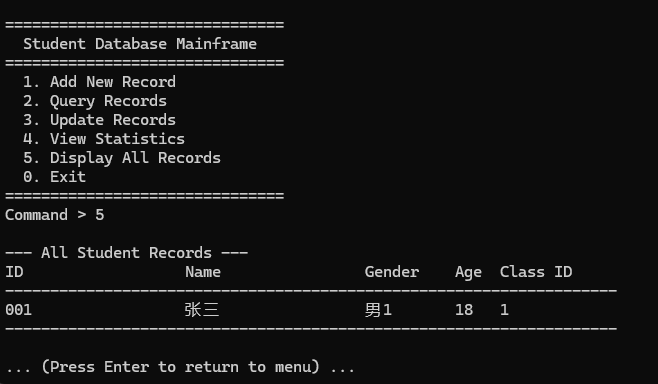 ===============================
  Student Database Mainframe
===============================
  1. Add New Record
  2. Query Records
  3. Update Records
  4. View Statistics
  5. Display All Records
  0. Exit
===============================
Command > 5
--- All Student Records ---
ID                  Name                Gender    Age  Class ID
--------------------------------------------------------------------
001                 张三                男1       18   1
--------------------------------------------------------------------
... (Press Enter to return to menu) ...